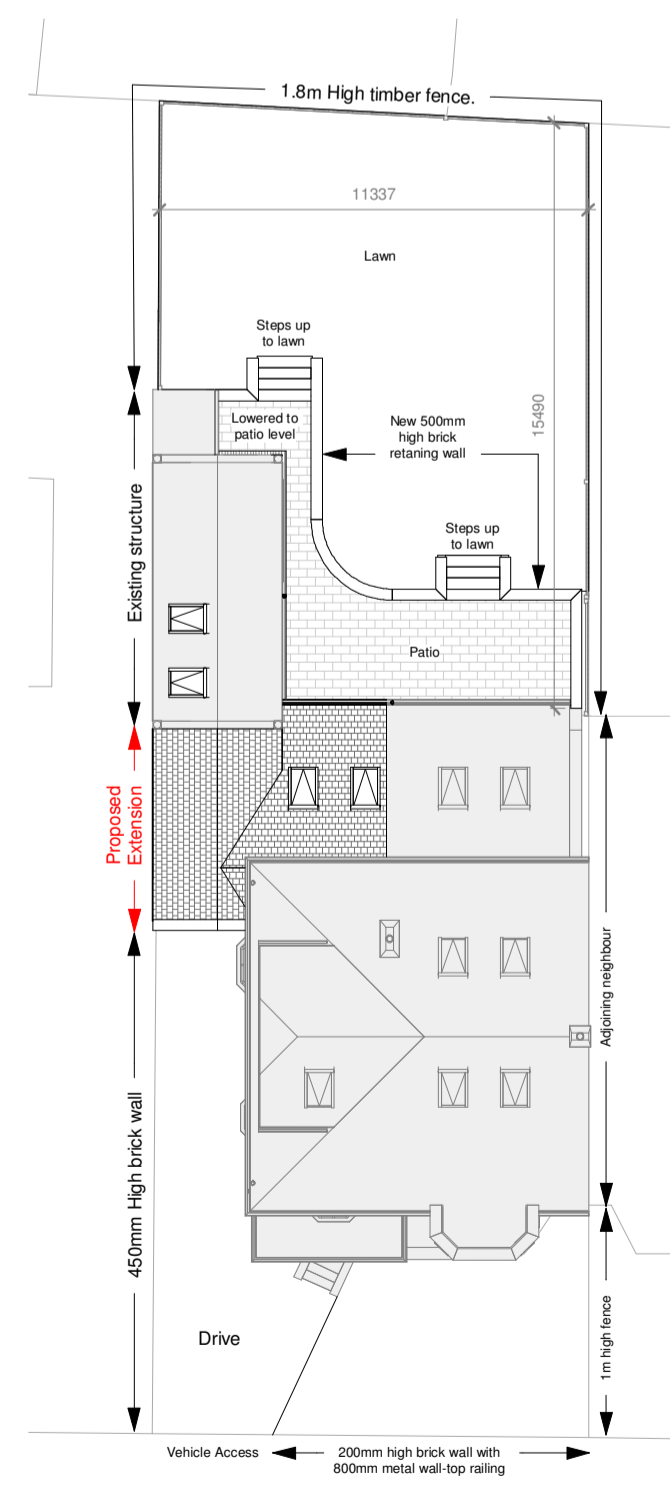 1.8m High timber fence.
11337
Lawn
Steps up
to lawn
Lowered to
patio level
New 500mm
high brick
retaning wall
15490
Existing structure
Steps up
to lawn
Patio
Proposed
Extension
Adjoining neighbour
450mm High brick wall
1m high fence
Drive
Vehicle Access
200mm high brick wall with
800mm metal wall-top railing